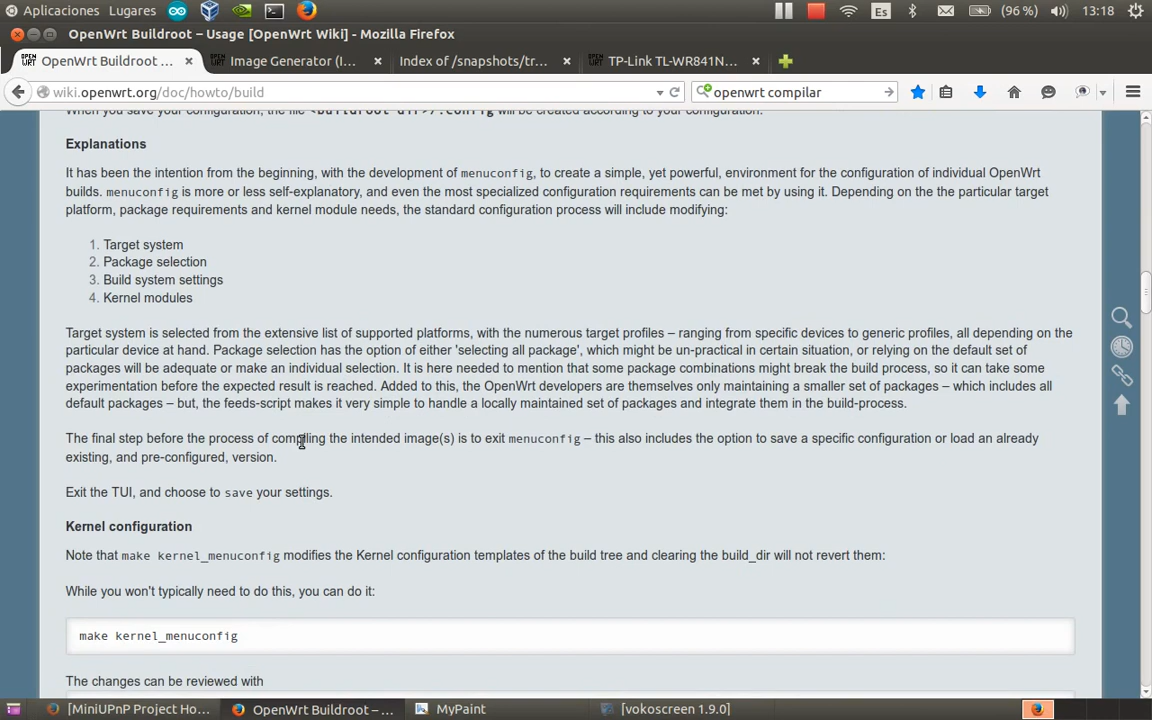 Aplicaciones Lugares Es (96 %) 13:18
OpenWrt Buildroot – Usage [OpenWrt Wiki] - Mozilla Firefox
OpenWrt Buildroot ... × Image Generator (I... × Index of /snapshots/tr... × TP-Link TL-WR841N... ×
wiki.openwrt.org/doc/howto/build openwrt compilar
When you save your configuration, the file <buildroot dir>/.config will be created according to your configuration.
Explanations
It has been the intention from the beginning, with the development of menuconfig, to create a simple, yet powerful, environment for the configuration of individual OpenWrt
builds. menuconfig is more or less self-explanatory, and even the most specialized configuration requirements can be met by using it. Depending on the the particular target
platform, package requirements and kernel module needs, the standard configuration process will include modifying:
1. Target system
2. Package selection
3. Build system settings
4. Kernel modules
Target system is selected from the extensive list of supported platforms, with the numerous target profiles – ranging from specific devices to generic profiles, all depending on the
particular device at hand. Package selection has the option of either 'selecting all package', which might be un-practical in certain situation, or relying on the default set of
packages will be adequate or make an individual selection. It is here needed to mention that some package combinations might break the build process, so it can take some
experimentation before the expected result is reached. Added to this, the OpenWrt developers are themselves only maintaining a smaller set of packages – which includes all
default packages – but, the feeds-script makes it very simple to handle a locally maintained set of packages and integrate them in the build-process.
The final step before the process of compiling the intended image(s) is to exit menuconfig – this also includes the option to save a specific configuration or load an already
existing, and pre-configured, version.
Exit the TUI, and choose to save your settings.
Kernel configuration
Note that make kernel_menuconfig modifies the Kernel configuration templates of the build tree and clearing the build_dir will not revert them:
While you won't typically need to do this, you can do it:
make kernel_menuconfig
The changes can be reviewed with
[MiniUPnP Project Ho... OpenWrt Buildroot – ... MyPaint [vokoscreen 1.9.0]